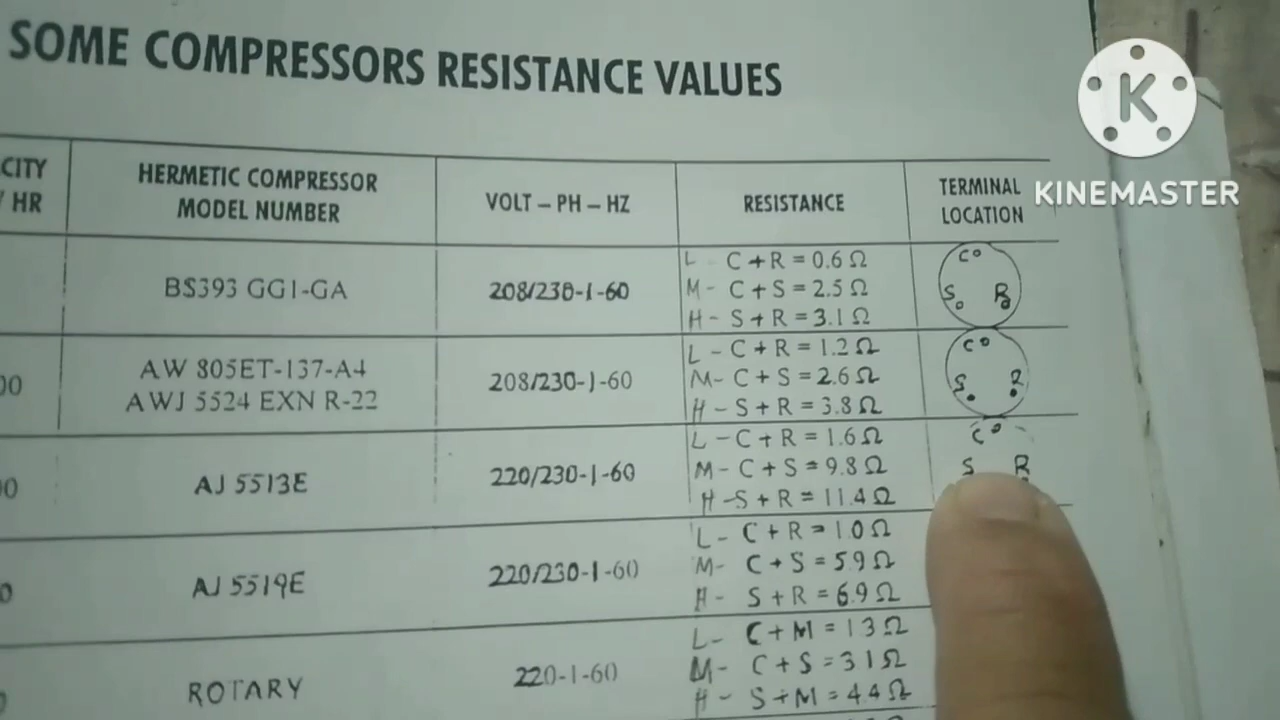 SOME COMPRESSORS RESISTANCE VALUES
K
KINEMASTER
CITY
/ HR
HERMETIC COMPRESSOR
MODEL NUMBER
VOLT – PH – HZ
RESISTANCE
TERMINAL
LOCATION
BS393 GG1-GA
208/230-1-60
L C+R = 0.6 Ω
M - C+S = 2.5 Ω
H - S+R = 3.1 Ω
C
S R
00
AW 805ET-137-A4
AWJ 5524 EXN R-22
208/230-1-60
L - C+R = 1.2 Ω
M - C+S = 2.6 Ω
H - S+R = 3.8 Ω
C
S R
00
AJ 5513E
220/230-1-60
L - C+R = 1.6 Ω
M - C+S = 9.8 Ω
H - S+R = 11.4 Ω
C
S R
0
AJ 5519E
220/230-1-60
L - C+R = 1.0 Ω
M - C+S = 5.9 Ω
H - S+R = 6.9 Ω
ROTARY
220-1-60
L - C+M = 1.3 Ω
M - C+S = 3.1 Ω
H - S+M = 4.4 Ω